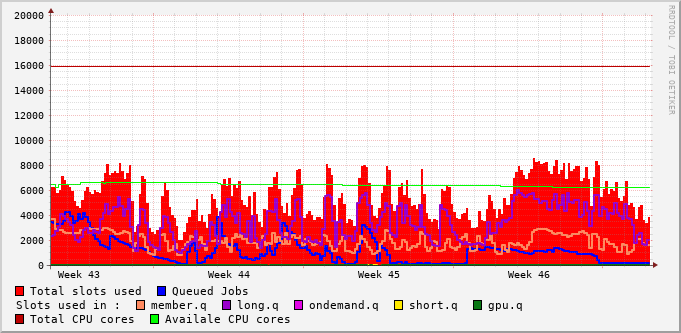 20000
18000
16000
14000
12000
10000
8000
6000
4000
2000
0
Week 43 Week 44 Week 45 Week 46
Total slots used Queued Jobs
Slots used in : member.q long.q ondemand.q short.q gpu.q
Total CPU cores Availale CPU cores
RRDTOOL / TOBI OETIKER